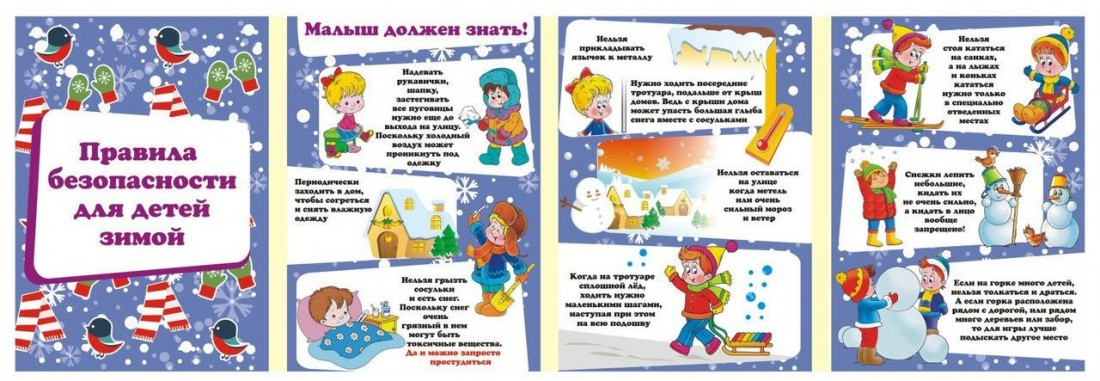 Правила
безопасности
для детей
зимой
Малыш должен знать!
Надевать
рукавички,
шапку,
застегивать
все пуговицы
нужно еще до
выхода на улицу.
Поскольку холодный
воздух может
проникнуть под
одежку
Периодически
заходить в дом,
чтобы согреться
и снять влажную
одежду
Нельзя грызть
сосульки
и есть снег.
Поскольку снег
очень
грязный в нем
могут быть
токсичные вещества.
Да и можно запросто
простудиться
Нельзя
прикладывать
язычок к металлу
Нужно ходить посередине
тротуара, подальше от крыш
домов. Ведь с крыши дома
может упасть большая глыба
снега вместе с сосульками
Нельзя оставаться
на улице
когда метель
или очень
сильный мороз
и ветер
Когда на тротуаре
сплошной лёд,
ходить нужно
маленькими шагами,
наступая при этом
на всю подошву
Нельзя
стоя кататься
на санках,
а на лыжах
и коньках
кататься
нужно только
в специально
отведенных
местах
Снежки лепить
небольшие,
кидать их
не очень сильно,
а кидать в лицо
вообще
запрещено!
Если на горке много детей,
нельзя толкаться и драться.
А если горка расположена
рядом с дорогой, или рядом
много деревьев или забор,
то для игры лучше
подыскать другое место